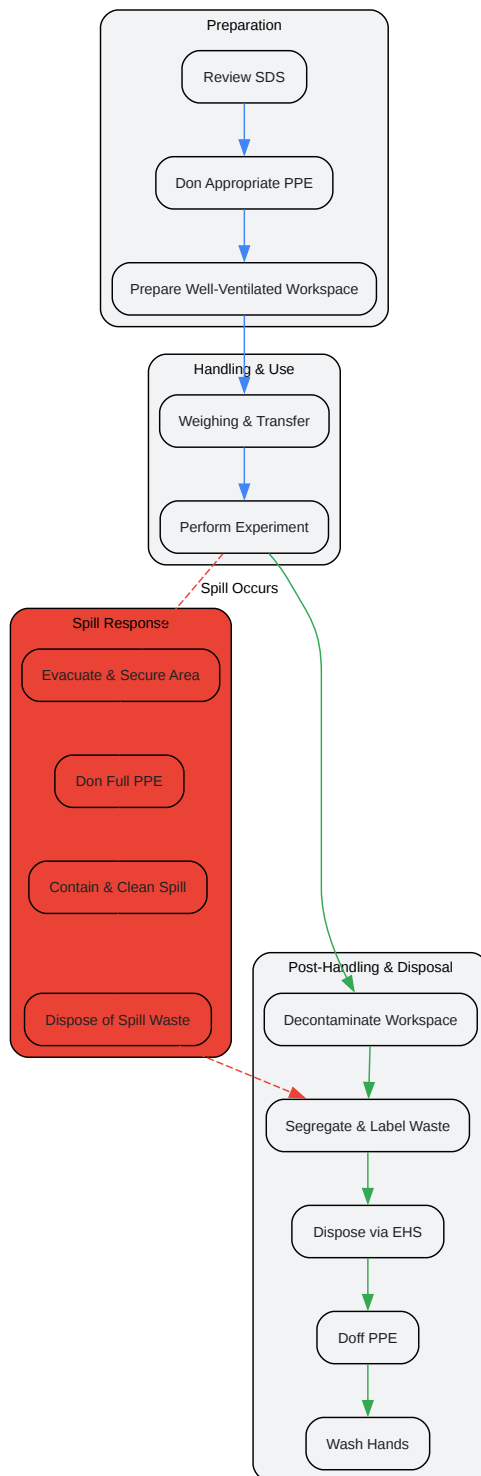 Preparation
Review SDS
Don Appropriate PPE
Prepare Well-Ventilated Workspace
Handling & Use
Weighing & Transfer
Perform Experiment
Spill Occurs
Spill Response
Evacuate & Secure Area
Don Full PPE
Contain & Clean Spill
Dispose of Spill Waste
Post-Handling & Disposal
Decontaminate Workspace
Segregate & Label Waste
Dispose via EHS
Doff PPE
Wash Hands